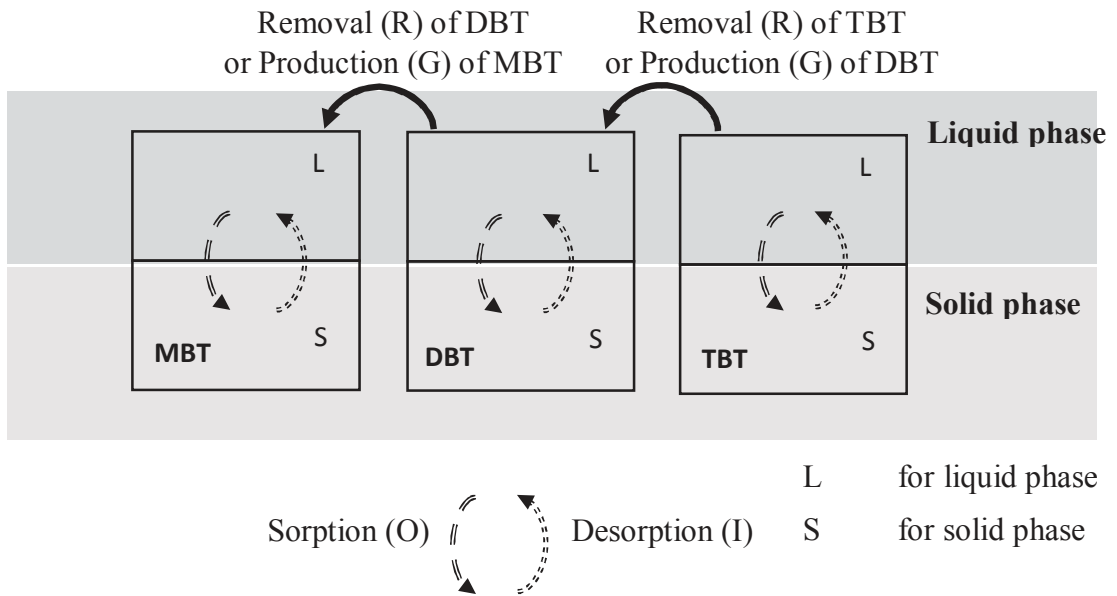 Removal (R) of DBT
or Production (G) of MBT
Removal (R) of TBT
or Production (G) of DBT
Liquid phase
L
L
L
Solid phase
MBT
S
DBT
S
TBT
S
Sorption (O)
Desorption (I)
L for liquid phase
S for solid phase